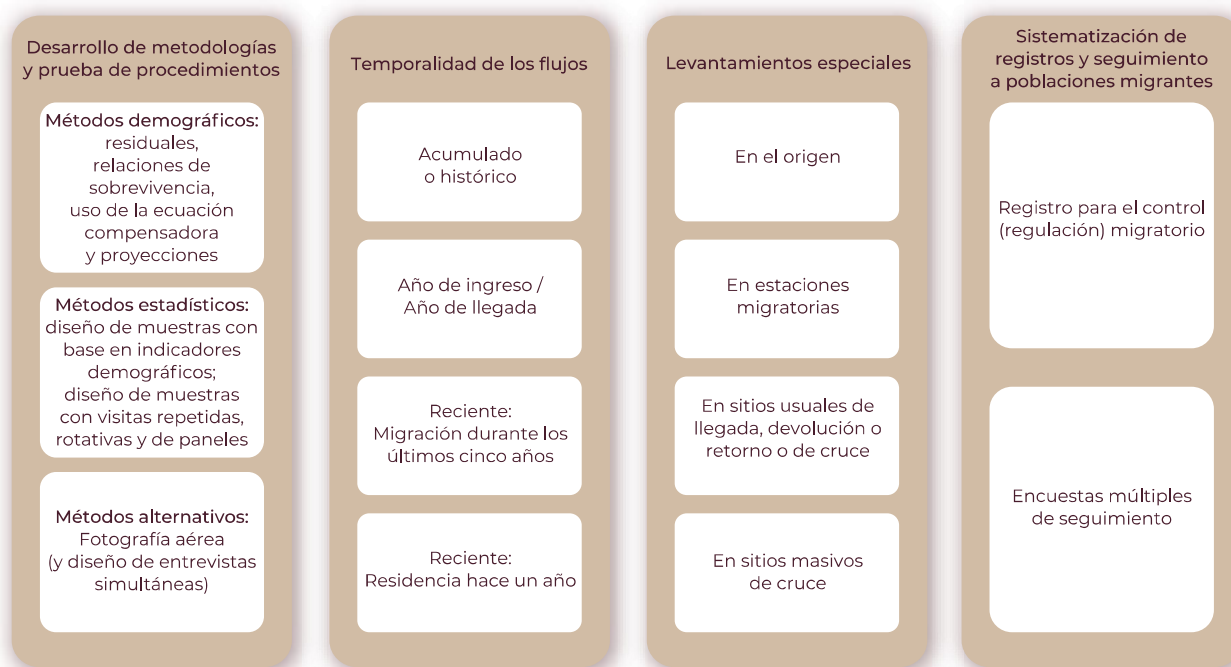 Desarrollo de metodologías
y prueba de procedimientos
Métodos demográficos:
residuales,
relaciones de
sobrevivencia,
uso de la ecuación
compensadora
y proyecciones
Métodos estadísticos:
diseño de muestras con
base en indicadores
demográficos;
diseño de muestras
con visitas repetidas,
rotativas y de paneles
Métodos alternativos:
Fotografía aérea
(y diseño de entrevistas
simultáneas)
Temporalidad de los flujos
Acumulado
o histórico
Año de ingreso /
Año de llegada
Reciente:
Migración durante los
últimos cinco años
Reciente:
Residencia hace un año
Levantamientos especiales
En el origen
En estaciones
migratorias
En sitios usuales de
llegada, devolución o
retorno o de cruce
En sitios masivos
de cruce
Sistematización de
registros y seguimiento
a poblaciones migrantes
Registro para el control
(regulación) migratorio
Encuestas múltiples
de seguimiento